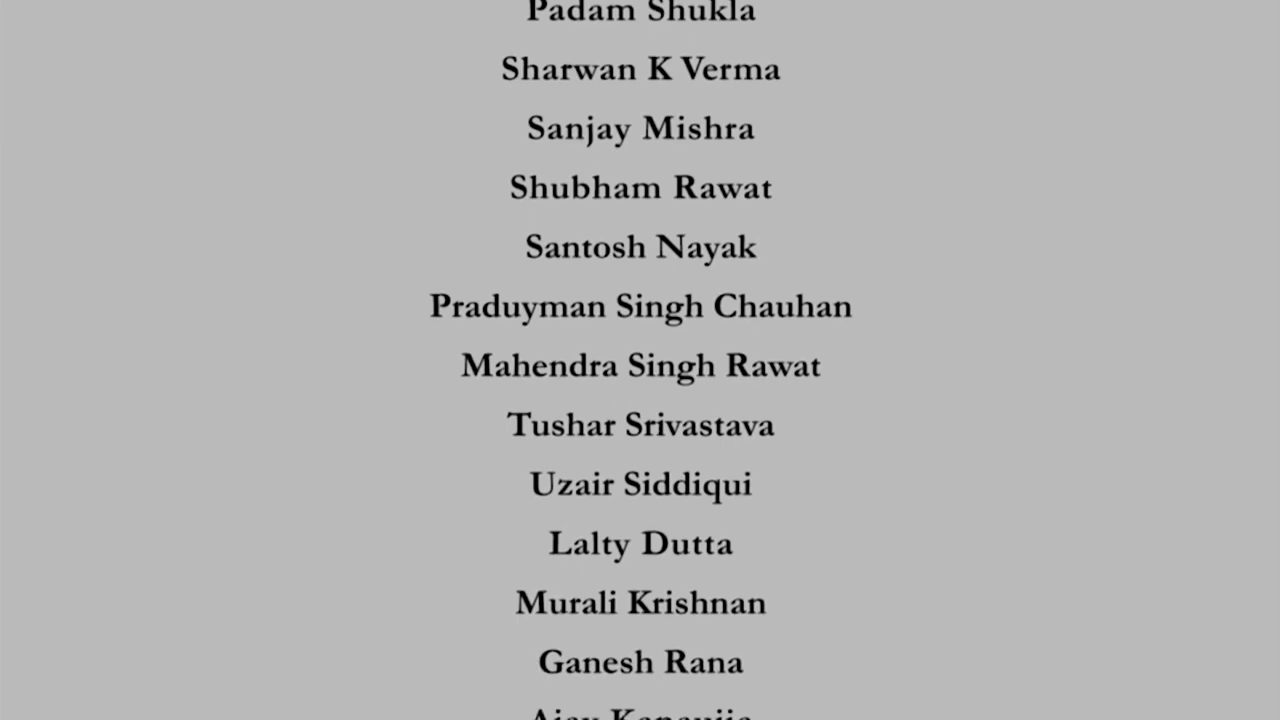 Padam Shukla
Sharwan K Verma
Sanjay Mishra
Shubham Rawat
Santosh Nayak
Praduyman Singh Chauhan
Mahendra Singh Rawat
Tushar Srivastava
Uzair Siddiqui
Lalty Dutta
Murali Krishnan
Ganesh Rana
Ajay